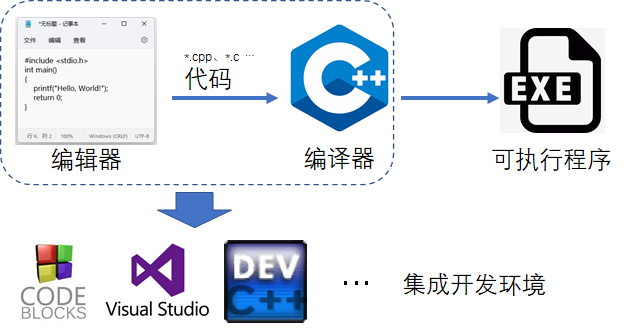 *无标题 - 记事本
文件 编辑 查看
#include <stdio.h>
int main()
{
printf("Hello, World!");
return 0;
}
行 6，列 2 100% Windows (CRLF) UTF-8
编辑器
*.cpp、*.c …
代码
C++
编译器
EXE
可执行程序
CODE
BLOCKS
Visual Studio
DEV
C++
…
集成开发环境